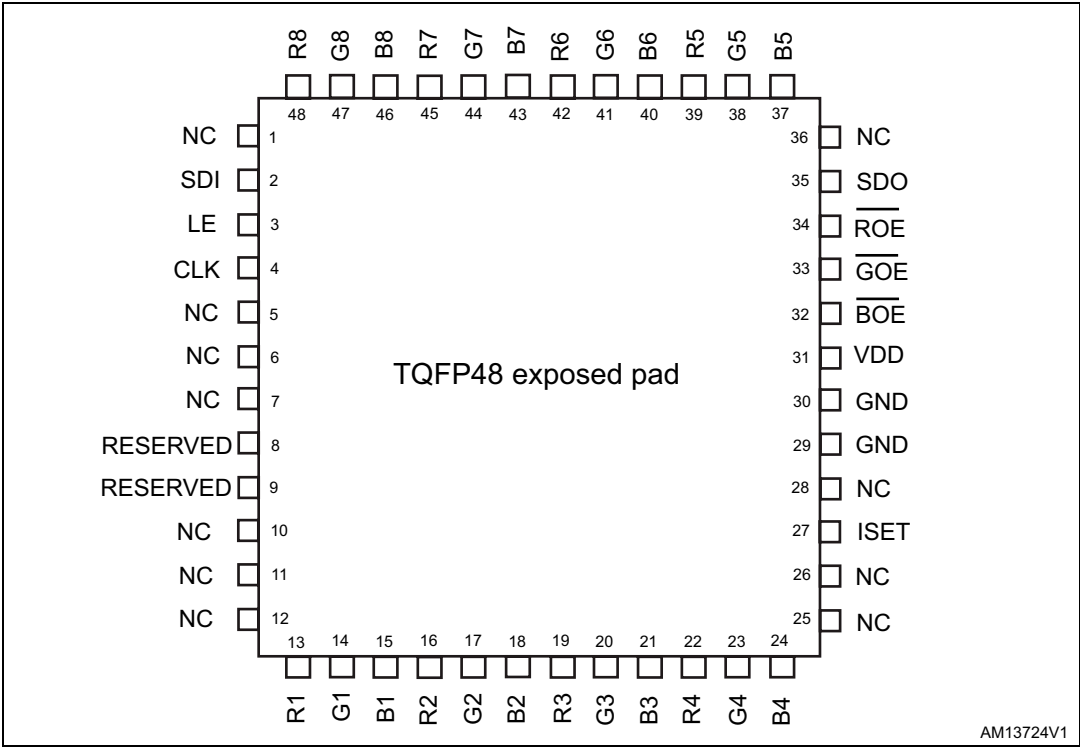 R8 G8 B8 R7 G7 B7 R6 G6 B6 R5 G5 B5
48 47 46 45 44 43 42 41 40 39 38 37
NC 1 36 NC
SDI 2 35 SDO
LE 3 34 ROE
CLK 4 33 GOE
NC 5 32 BOE
NC 6 31 VDD
TQFP48 exposed pad
NC 7 30 GND
RESERVED 8 29 GND
RESERVED 9 28 NC
NC 10 27 ISET
NC 11 26 NC
NC 12 25 NC
13 14 15 16 17 18 19 20 21 22 23 24
R1 G1 B1 R2 G2 B2 R3 G3 B3 R4 G4 B4
AM13724V1